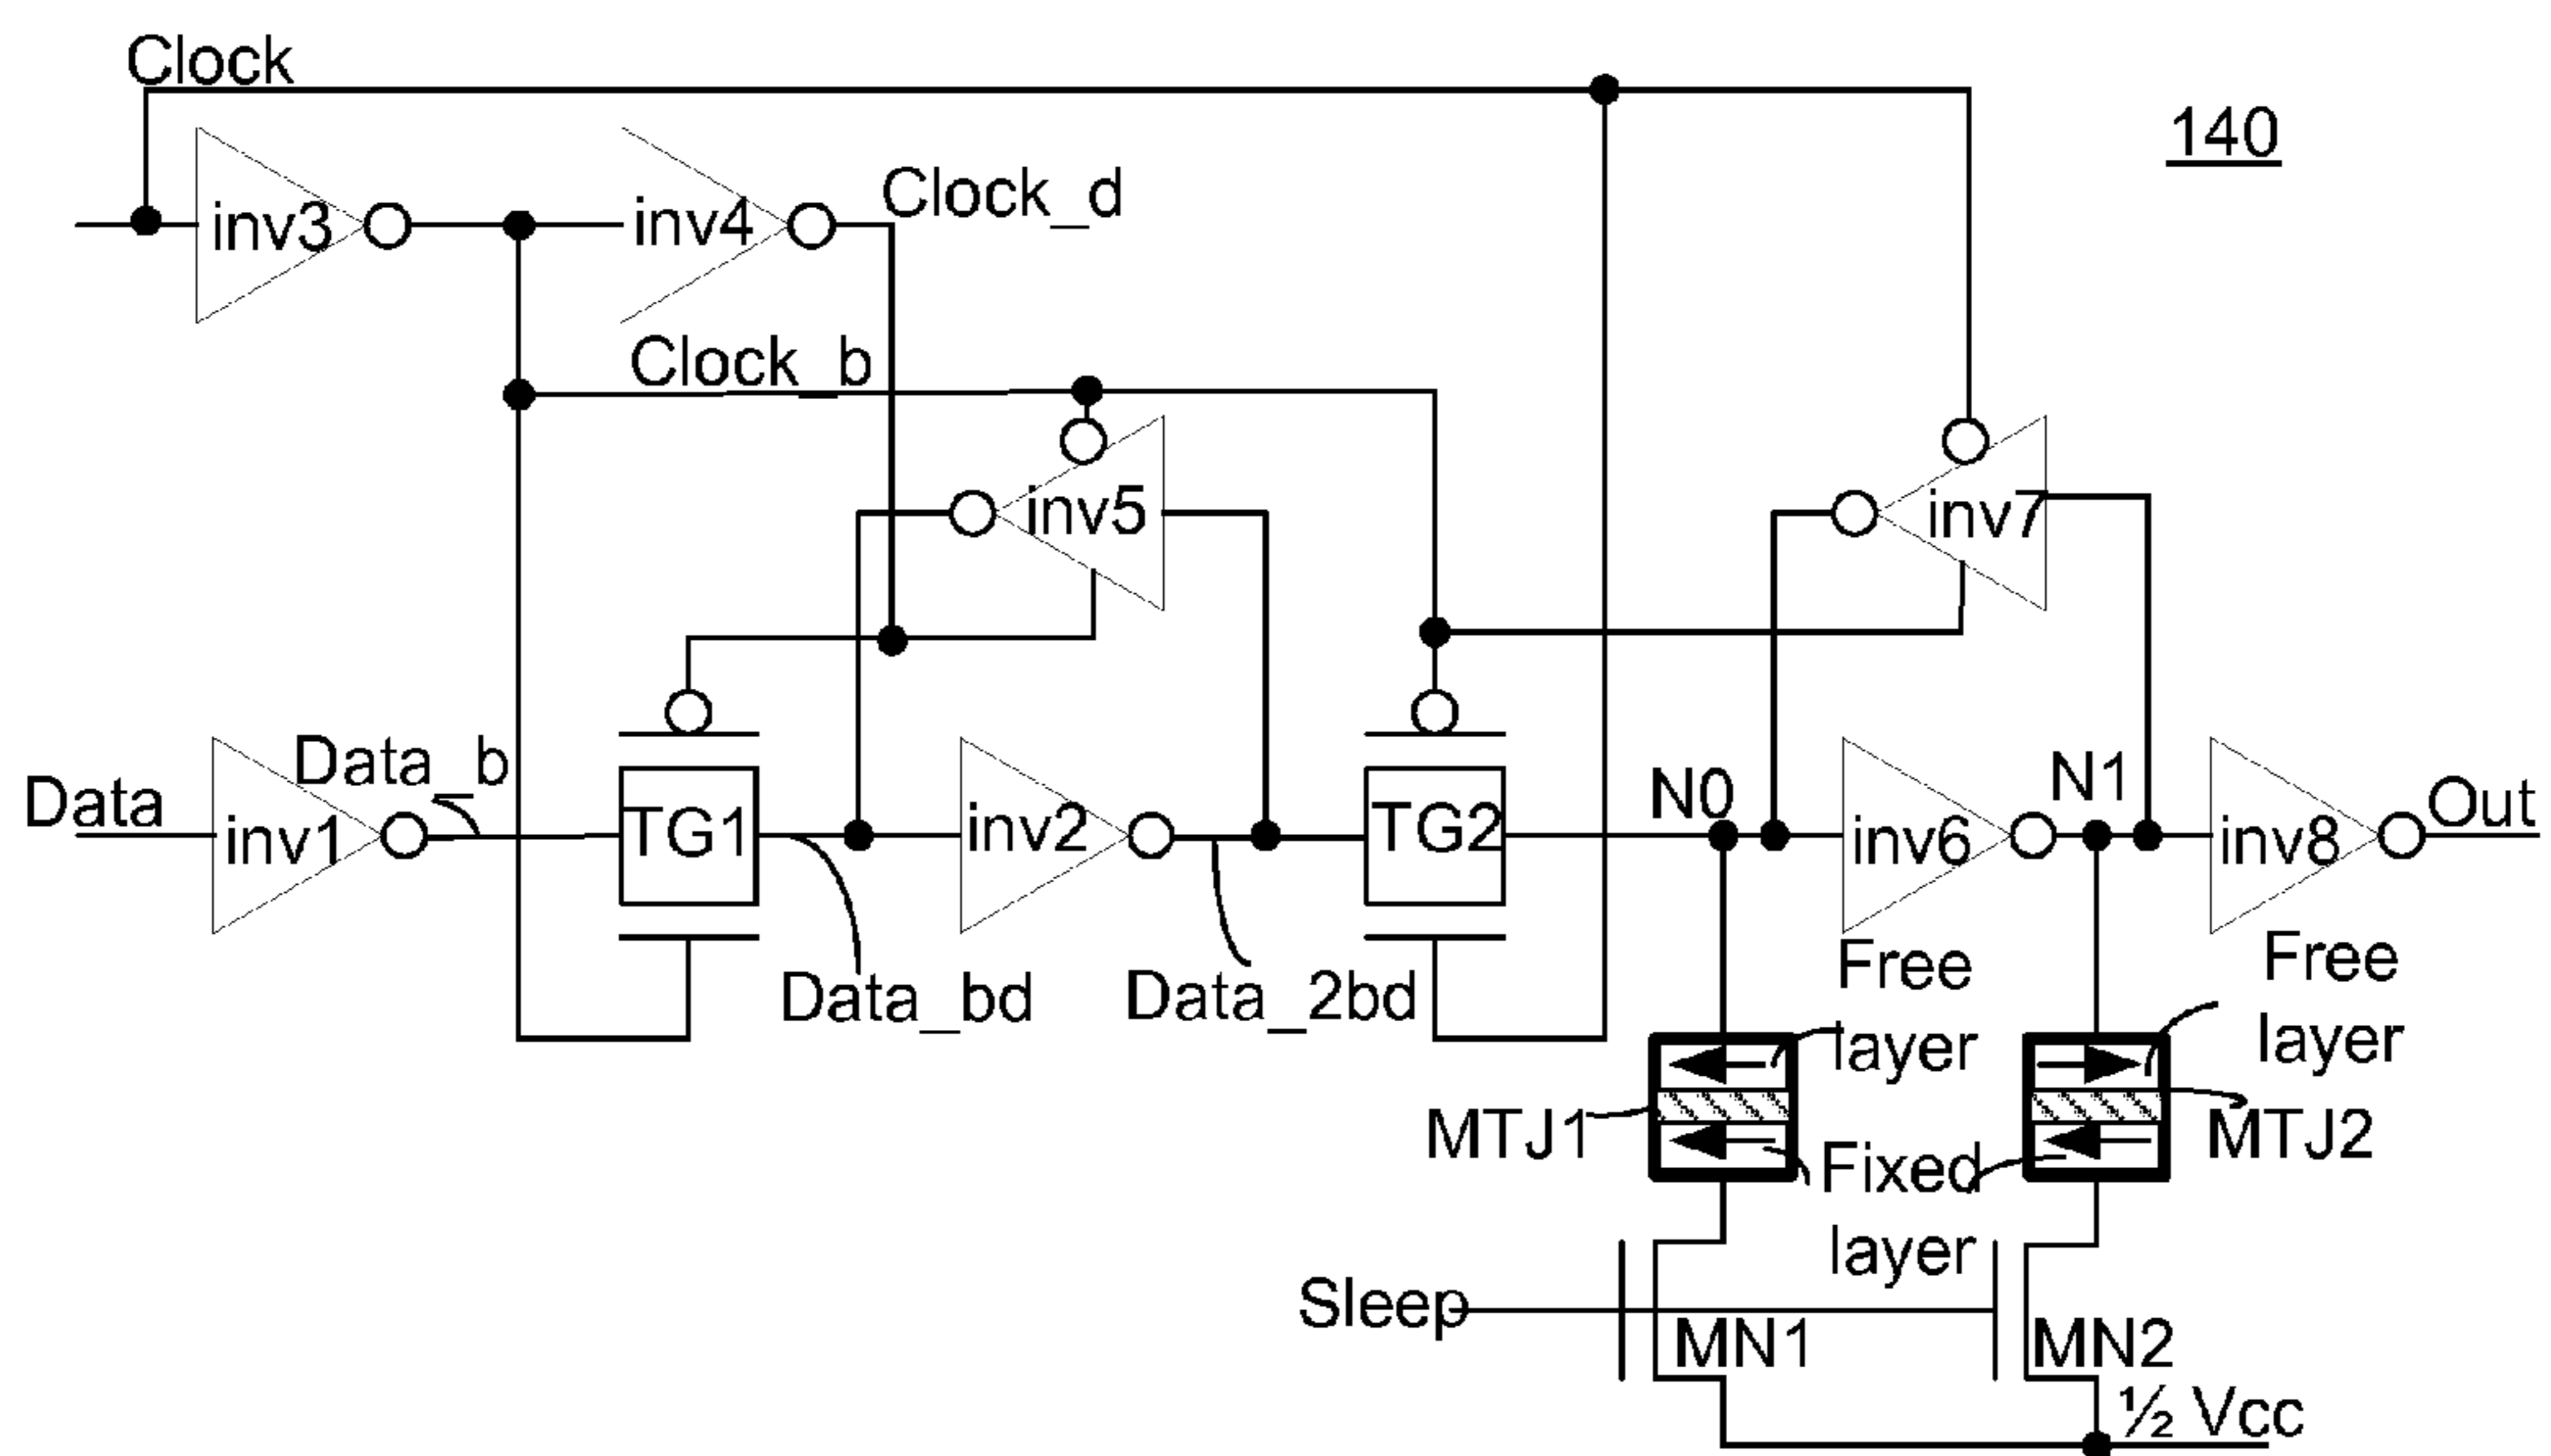 Clock
140
inv3
inv4
Clock_d
Clock_b
inv5
inv7
Data
inv1
Data_b
TG1
inv2
TG2
N0
inv6
N1
inv8
Out
Data_bd
Data_2bd
Free
layer
Free
layer
MTJ1
MTJ2
Fixed
layer
Sleep
MN1
MN2
½ Vcc